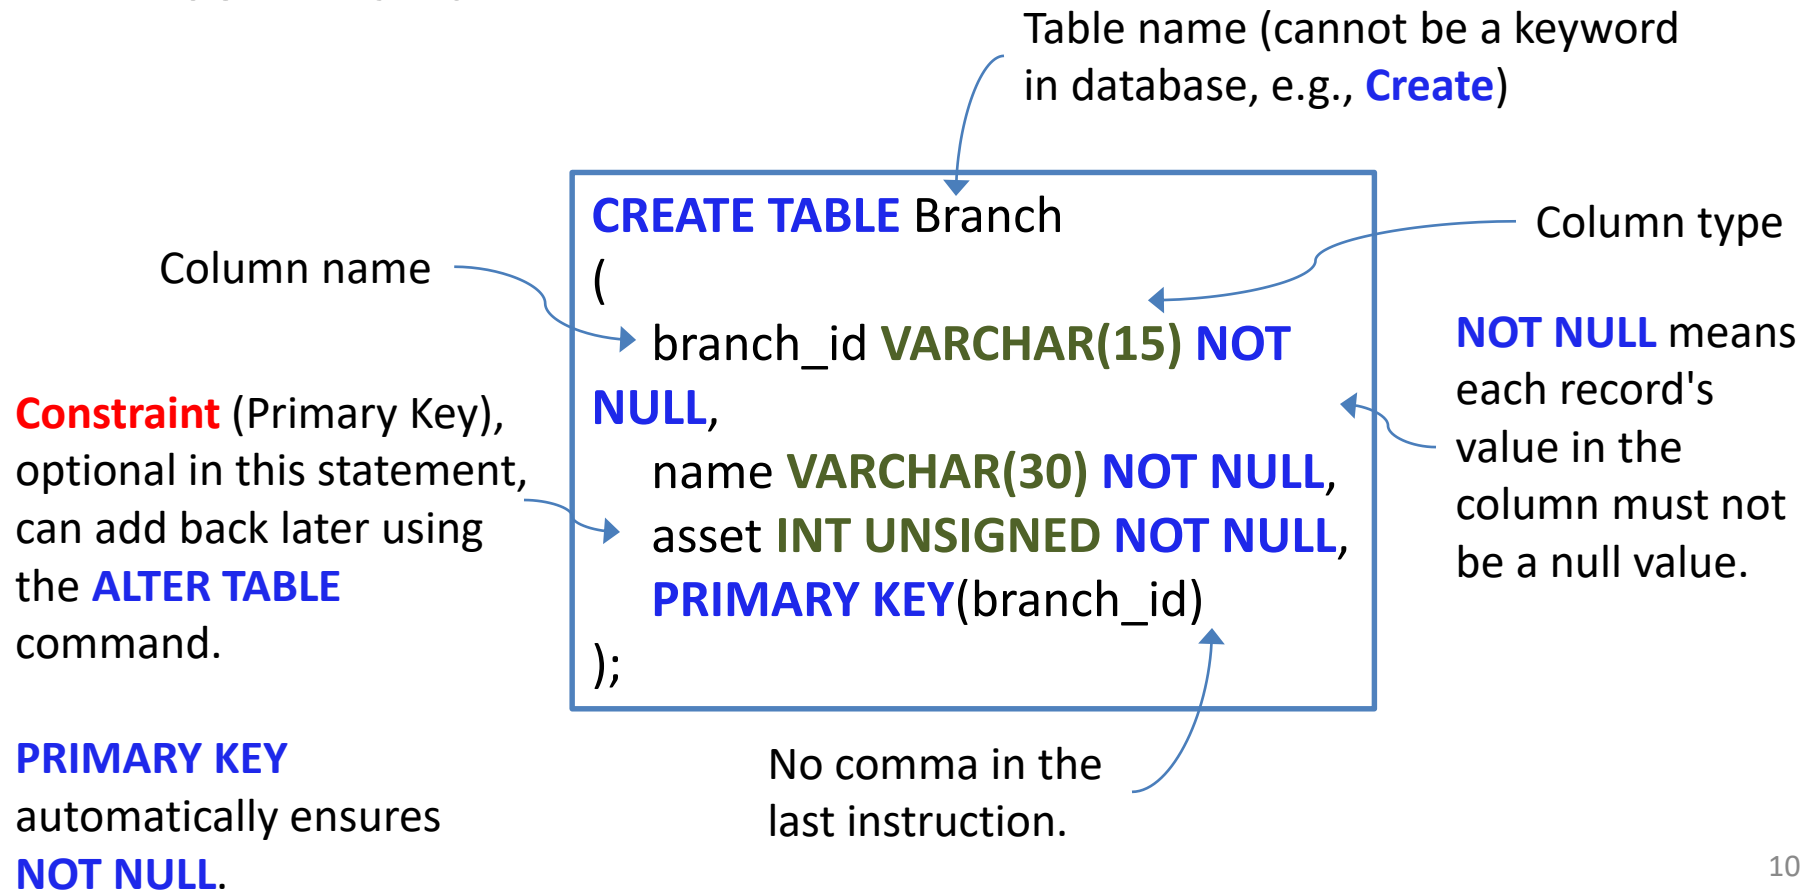 Table name (cannot be a keyword
in database, e.g., Create)
CREATE TABLE Branch
(
branch_id VARCHAR(15) NOT
NULL,
name VARCHAR(30) NOT NULL,
asset INT UNSIGNED NOT NULL,
PRIMARY KEY(branch_id)
);
Column name
Column type
NOT NULL means
each record's
value in the
column must not
be a null value.
Constraint (Primary Key),
optional in this statement,
can add back later using
the ALTER TABLE
command.
PRIMARY KEY
automatically ensures
NOT NULL.
No comma in the
last instruction.
10